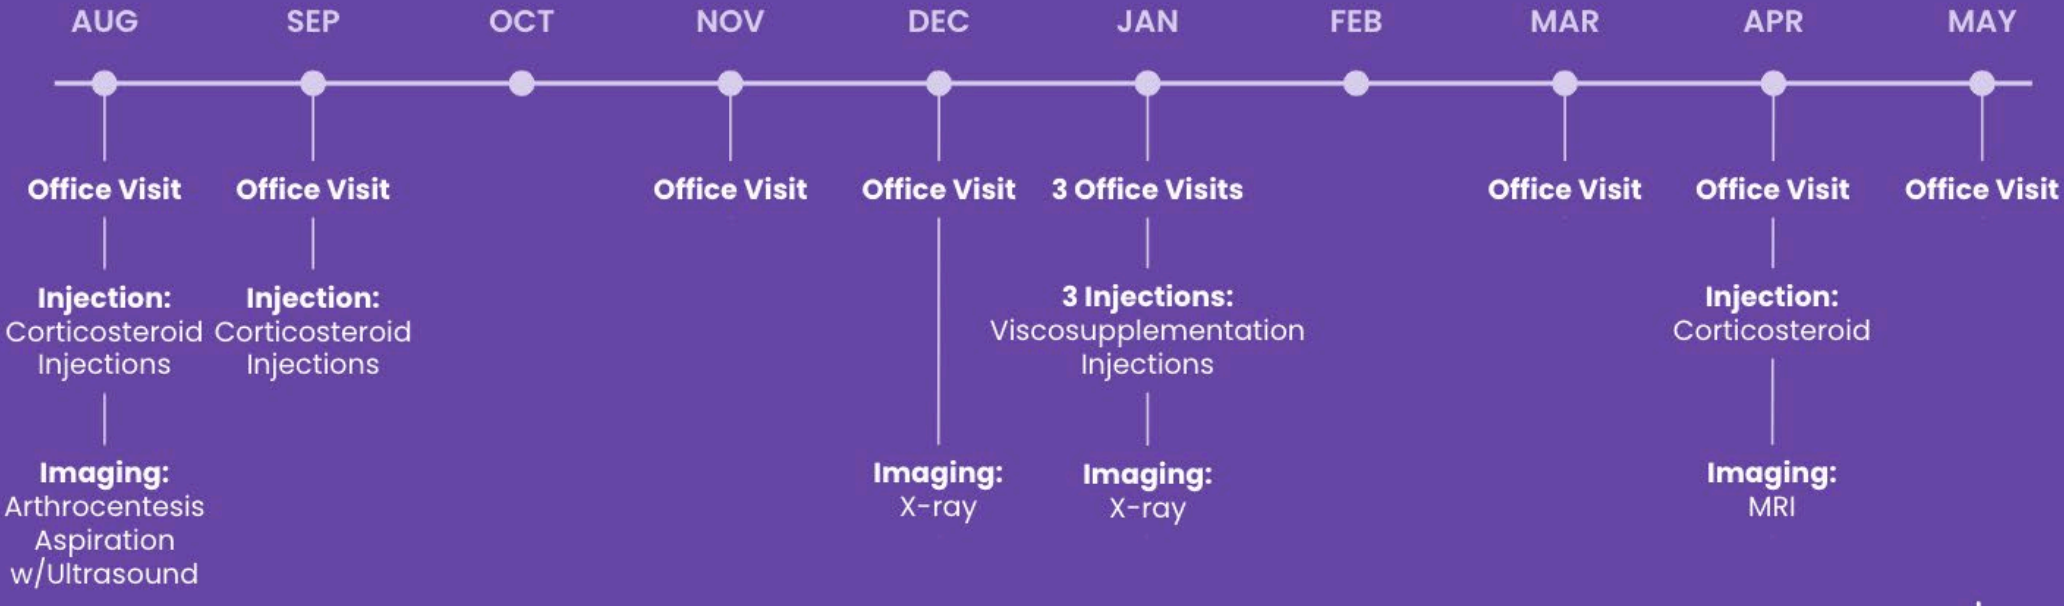 AUG SEP OCT NOV DEC JAN FEB MAR APR MAY
Office Visit Office Visit Office Visit Office Visit 3 Office Visits Office Visit Office Visit Office Visit
Injection:
Corticosteroid
Injections
Imaging:
Arthrocentesis
Aspiration
w/Ultrasound
Injection:
Corticosteroid
Injections
Imaging:
X-ray
3 Injections:
Viscosupplementation
Injections
Imaging:
X-ray
Injection:
Corticosteroid
Imaging:
MRI